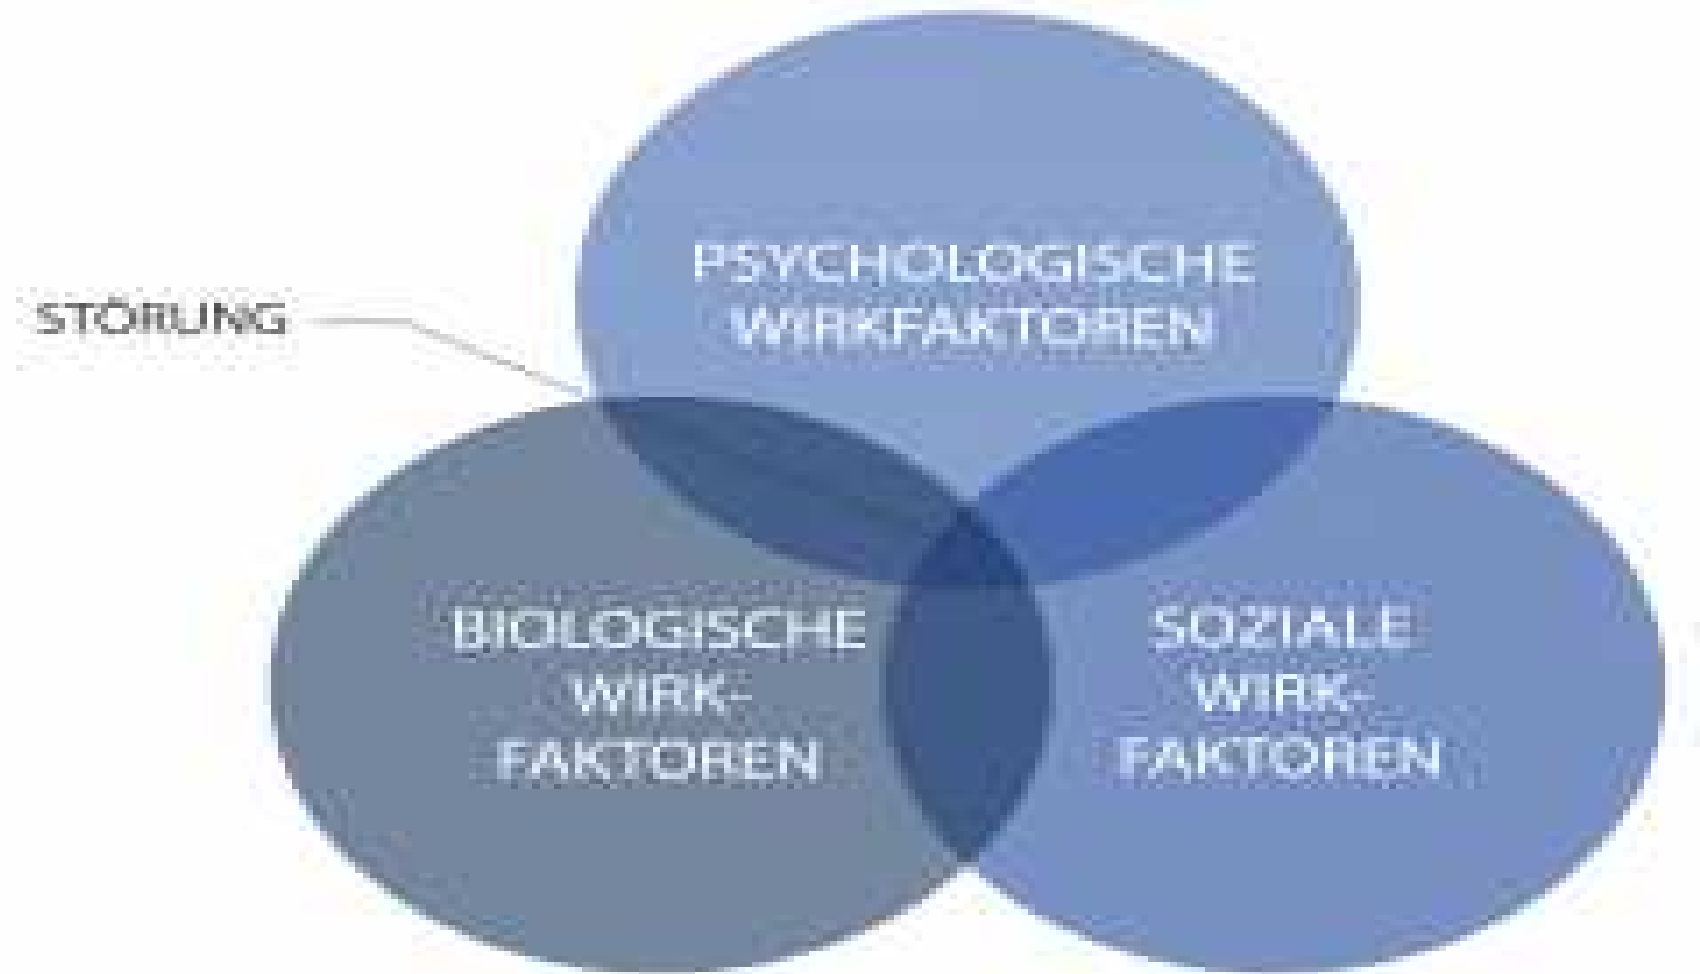 PSYCHOLOGISCHE
WIRKFAKTOREN
STÖRUNG
BIOLOGISCHE
WIRK-
FAKTOREN
SOZIALE
WIRK-
FAKTOREN